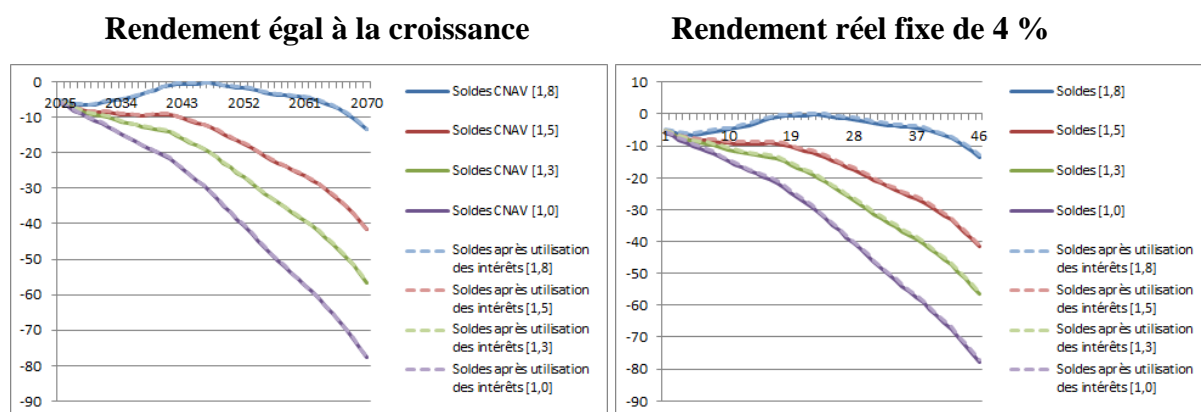 Rendement égal à la croissance
Rendement réel fixe de 4 %
0
-10
-20
-30
-40
-50
-60
-70
-80
-90
2025 2034 2043 2052 2061 2070
Soldes CNAV [1,8]
Soldes CNAV [1,5]
Soldes CNAV [1,3]
Soldes CNAV [1,0]
Soldes après utilisation
des intérêts [1,8]
Soldes après utilisation
des intérêts [1,5]
Soldes après utilisation
des intérêts [1,3]
Soldes après utilisation
des intérêts [1,0]
10
0
-10
-20
-30
-40
-50
-60
-70
-80
-90
1 10 19 28 37 46
Soldes [1,8]
Soldes [1,5]
Soldes [1,3]
Soldes [1,0]
Soldes après utilisation
des intérêts [1,8]
Soldes après utilisation
des intérêts [1,5]
Soldes après utilisation
des intérêts [1,3]
Soldes après utilisation
des intérêts [1,0]